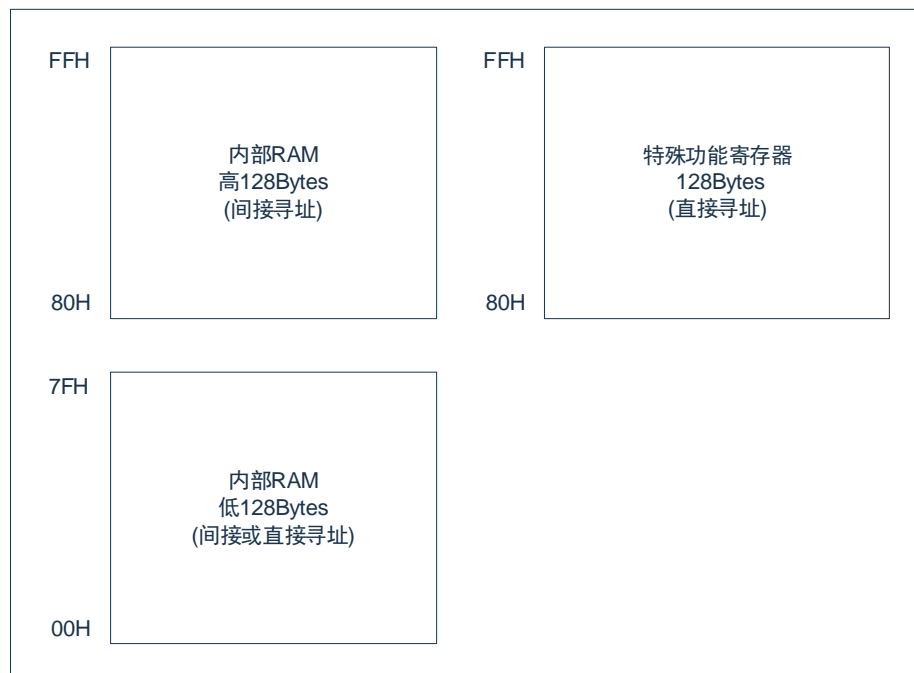 FFH
内部RAM
高128Bytes
(间接寻址)
80H
FFH
特殊功能寄存器
128Bytes
(直接寻址)
80H
7FH
内部RAM
低128Bytes
(间接或直接寻址)
00H